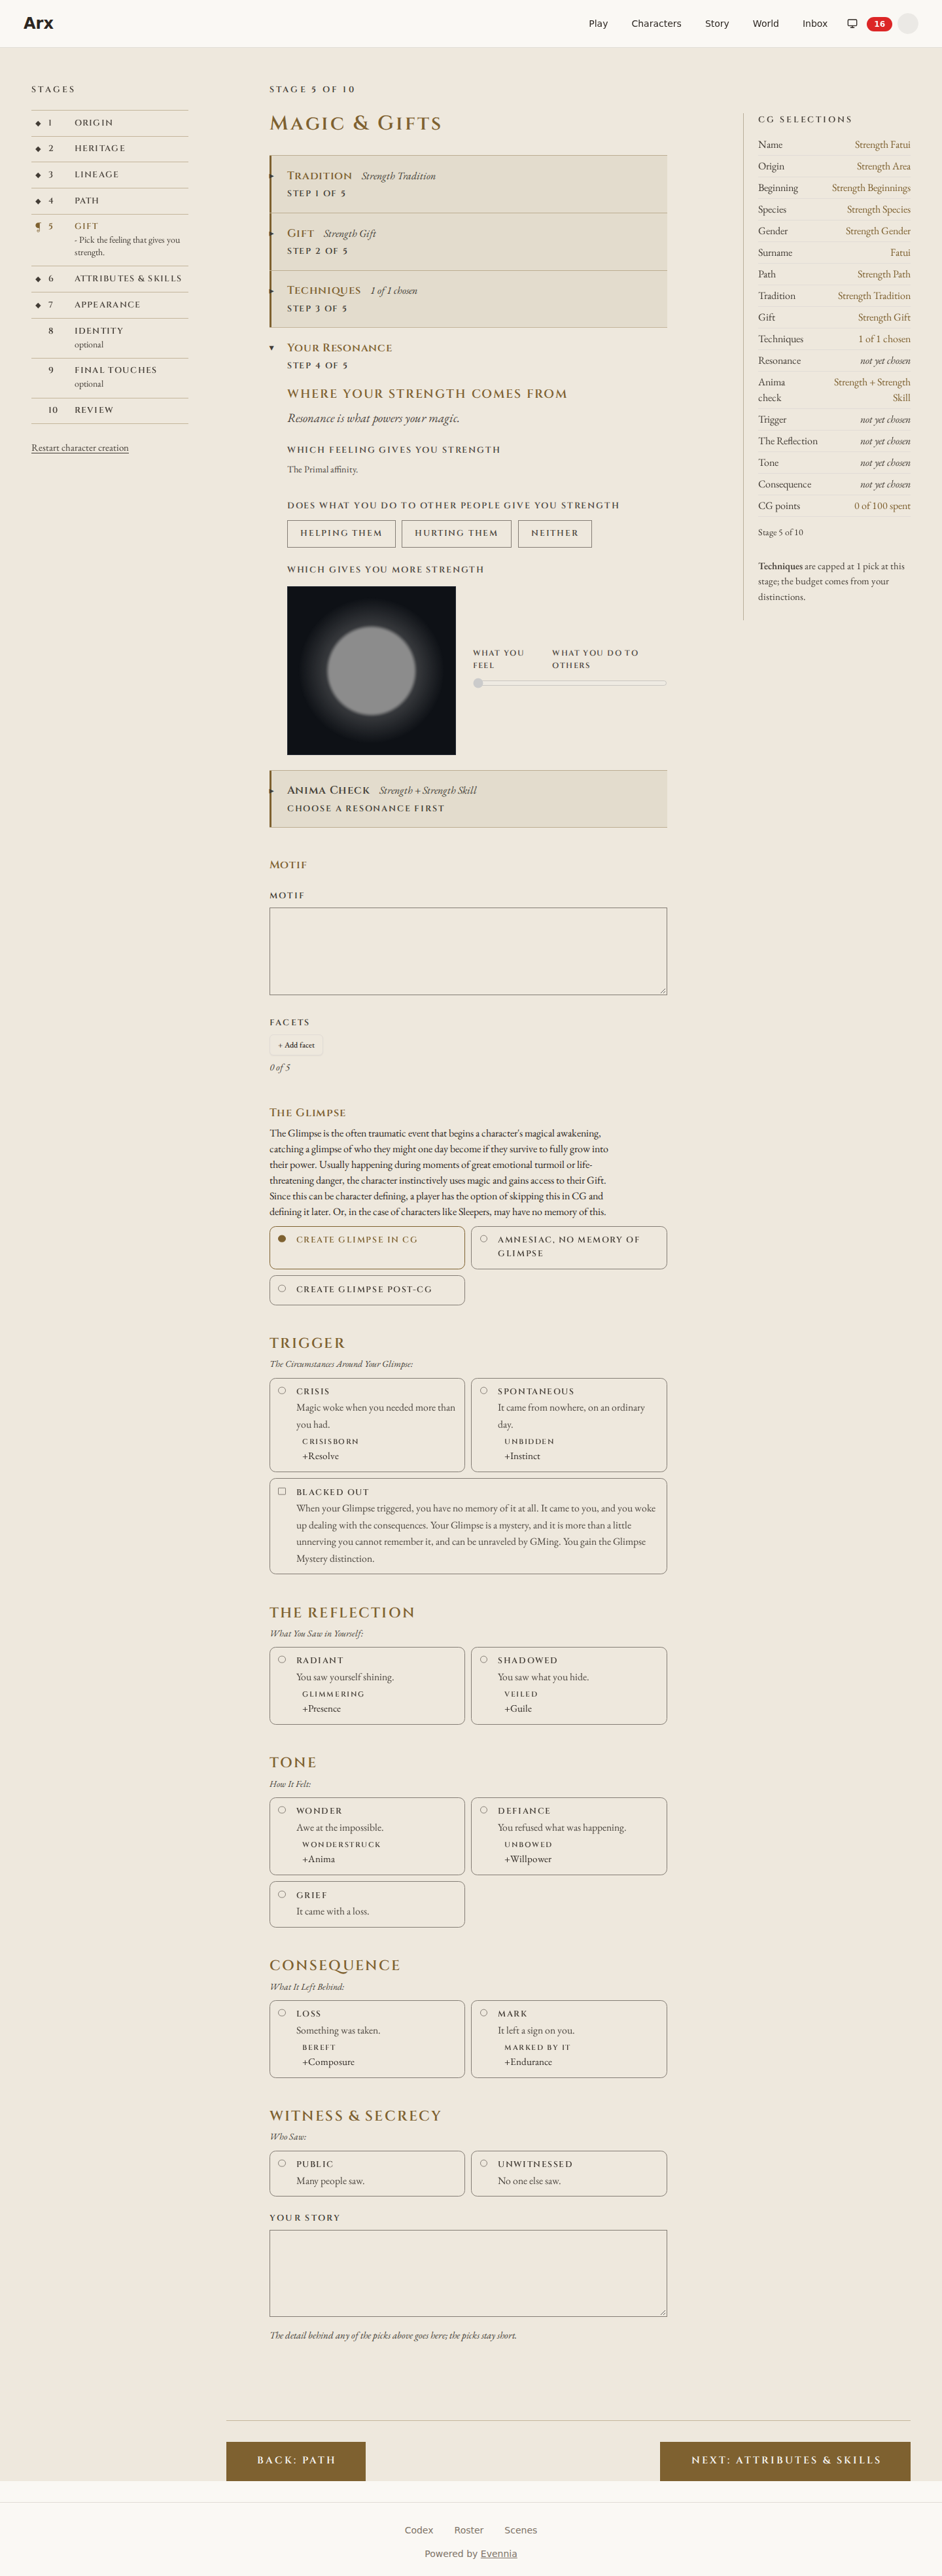 Arx
Play Characters Story World Inbox 16
STAGES
◆ 1 ORIGIN
◆ 2 HERITAGE
◆ 3 LINEAGE
◆ 4 PATH
¶ 5 GIFT
- Pick the feeling that gives you
strength.
◆ 6 ATTRIBUTES & SKILLS
◆ 7 APPEARANCE
8 IDENTITY
optional
9 FINAL TOUCHES
optional
10 REVIEW
Restart character creation
STAGE 5 OF 10
Magic & Gifts
Tradition Strength Tradition
STEP 1 OF 5
Gift Strength Gift
STEP 2 OF 5
Techniques 1 of 1 chosen
STEP 3 OF 5
Your Resonance
STEP 4 OF 5
WHERE YOUR STRENGTH COMES FROM
Resonance is what powers your magic.
WHICH FEELING GIVES YOU STRENGTH
The Primal affinity.
DOES WHAT YOU DO TO OTHER PEOPLE GIVE YOU STRENGTH
HELPING THEM HURTING THEM NEITHER
WHICH GIVES YOU MORE STRENGTH
WHAT YOU FEEL
WHAT YOU DO TO OTHERS
Anima Check Strength + Strength Skill
CHOOSE A RESONANCE FIRST
Motif
MOTIF
FACETS
+ Add facet
0 of 5
The Glimpse
The Glimpse is the often traumatic event that begins a character's magical awakening,
catching a glimpse of who they might one day become if they survive to fully grow into
their power. Usually happening during moments of great emotional turmoil or life-
threatening danger, the character instinctively uses magic and gains access to their Gift.
Since this can be character defining, a player has the option of skipping this in CG and
defining it later. Or, in the case of characters like Sleepers, may have no memory of this.
CREATE GLIMPSE IN CG
AMNESIAC, NO MEMORY OF
GLIMPSE
CREATE GLIMPSE POST-CG
TRIGGER
The Circumstances Around Your Glimpse:
CRISIS
Magic woke when you needed more than
you had.
CRISISBORN
+Resolve
SPONTANEOUS
It came from nowhere, on an ordinary
day.
UNBIDDEN
+Instinct
BLACKED OUT
When your Glimpse triggered, you have no memory of it at all. It came to you, and you woke
up dealing with the consequences. Your Glimpse is a mystery, and it is more than a little
unnerving you cannot remember it, and can be unraveled by GMing. You gain the Glimpse
Mystery distinction.
THE REFLECTION
What You Saw in Yourself:
RADIANT
You saw yourself shining.
GLIMMERING
+Presence
SHADOWED
You saw what you hide.
VEILED
+Guile
TONE
How It Felt:
WONDER
Awe at the impossible.
WONDERSTRUCK
+Anima
DEFIANCE
You refused what was happening.
UNBOWED
+Willpower
GRIEF
It came with a loss.
CONSEQUENCE
What It Left Behind:
LOSS
Something was taken.
BEREFT
+Composure
MARK
It left a sign on you.
MARKED BY IT
+Endurance
WITNESS & SECRECY
Who Saw:
PUBLIC
Many people saw.
UNWITNESSED
No one else saw.
YOUR STORY
The detail behind any of the picks above goes here; the picks stay short.
CG SELECTIONS
Name Strength Fatui
Origin Strength Area
Beginning Strength Beginnings
Species Strength Species
Gender Strength Gender
Surname Fatui
Path Strength Path
Tradition Strength Tradition
Gift Strength Gift
Techniques 1 of 1 chosen
Resonance not yet chosen
Anima check Strength + Strength Skill
Trigger not yet chosen
The Reflection not yet chosen
Tone not yet chosen
Consequence not yet chosen
CG points 0 of 100 spent
Stage 5 of 10
Techniques are capped at 1 pick at this
stage; the budget comes from your
distinctions.
BACK: PATH
NEXT: ATTRIBUTES & SKILLS
Codex Roster Scenes
Powered by Evennia